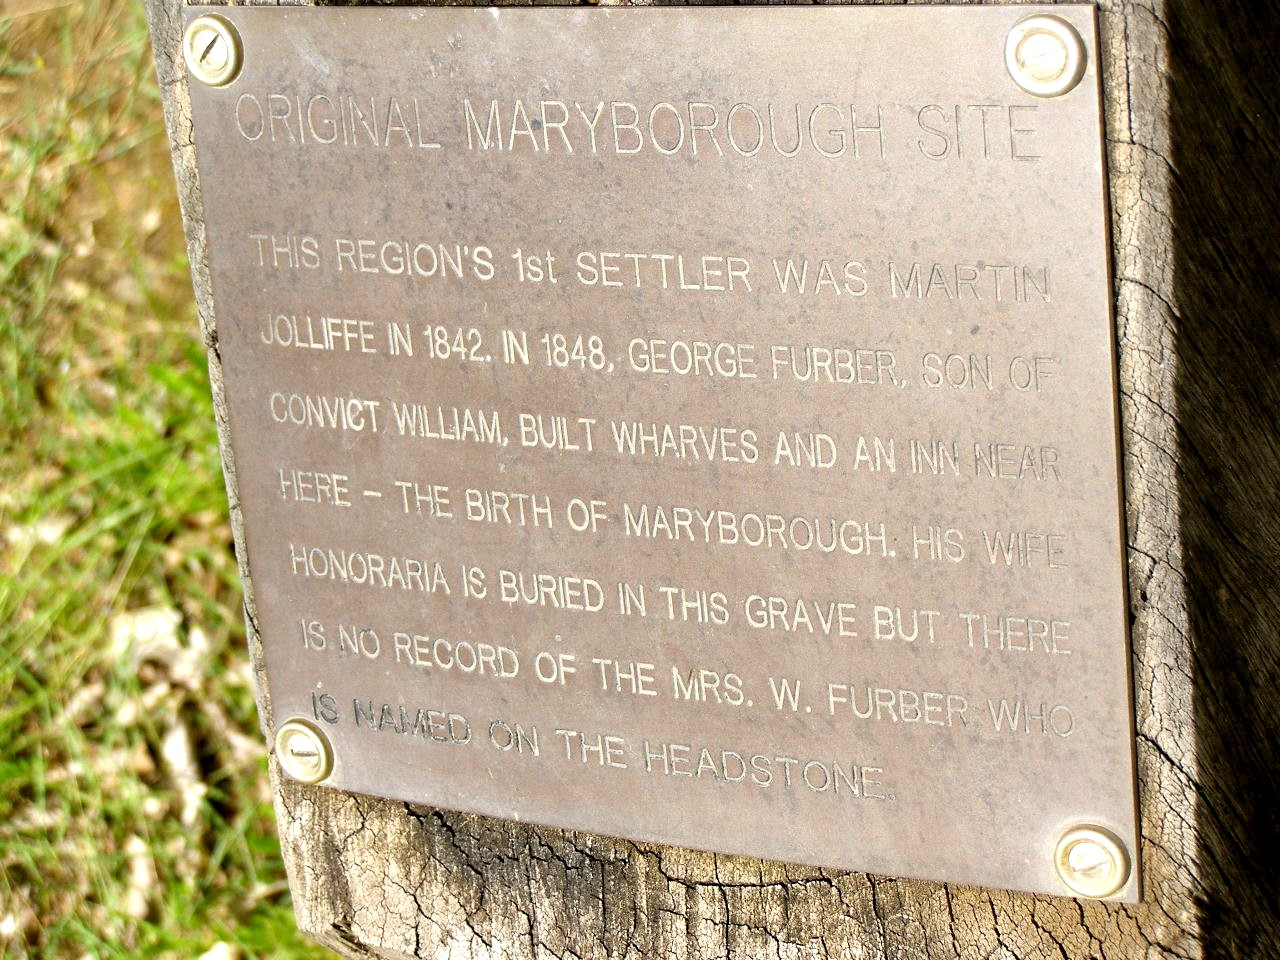 ORIGINAL MARYBOROUGH SITE
THIS REGION'S 1st SETTLER WAS MARTIN
JOLLIFFE IN 1842. IN 1848, GEORGE FURBER, SON OF
CONVICT WILLIAM, BUILT WHARVES AND AN INN NEAR
HERE – THE BIRTH OF MARYBOROUGH. HIS WIFE
HONORARIA IS BURIED IN THIS GRAVE BUT THERE
IS NO RECORD OF THE MRS. W. FURBER WHO
IS NAMED ON THE HEADSTONE.